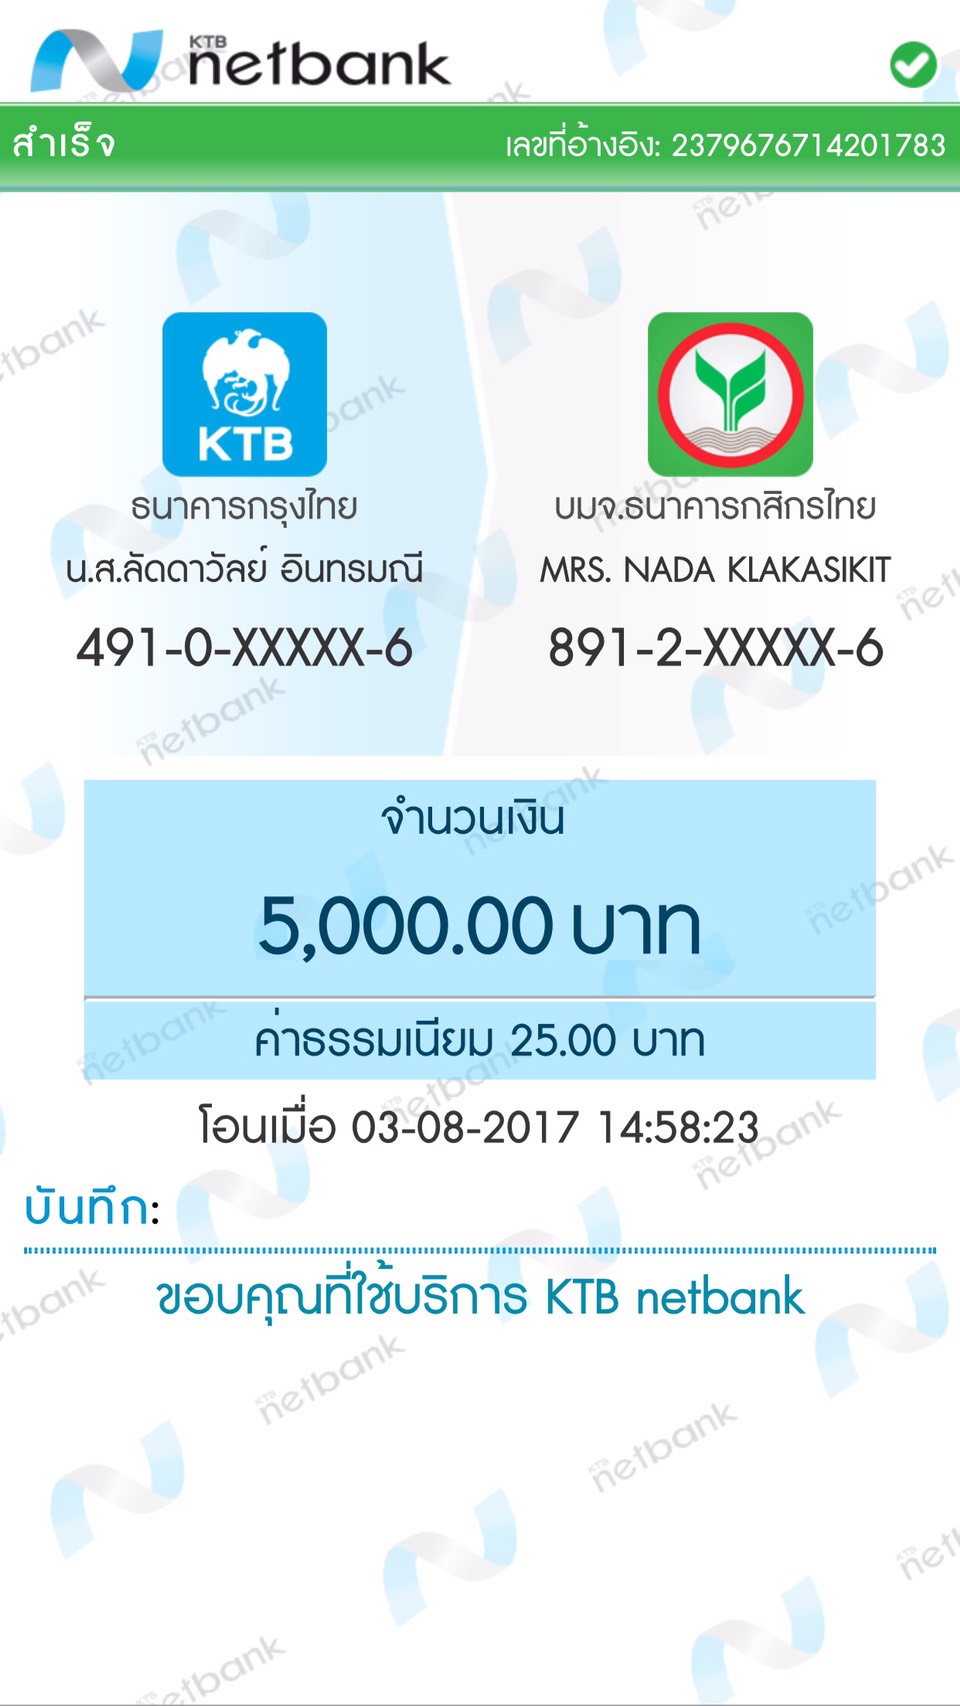 KTB
netbank
สำเร็จ
เลขที่อ้างอิง: 2379676714201783
KTB
ธนาคารกรุงไทย
น.ส.ลัดดาวัลย์ อินทรมณี
491-0-XXXXX-6
บมจ.ธนาคารกสิกรไทย
MRS. NADA KLAKASIKIT
891-2-XXXXX-6
จำนวนเงิน
5,000.00 บาท
ค่าธรรมเนียม 25.00 บาท
โอนเมื่อ 03-08-2017 14:58:23
บันทึก:
ขอบคุณที่ใช้บริการ KTB netbank